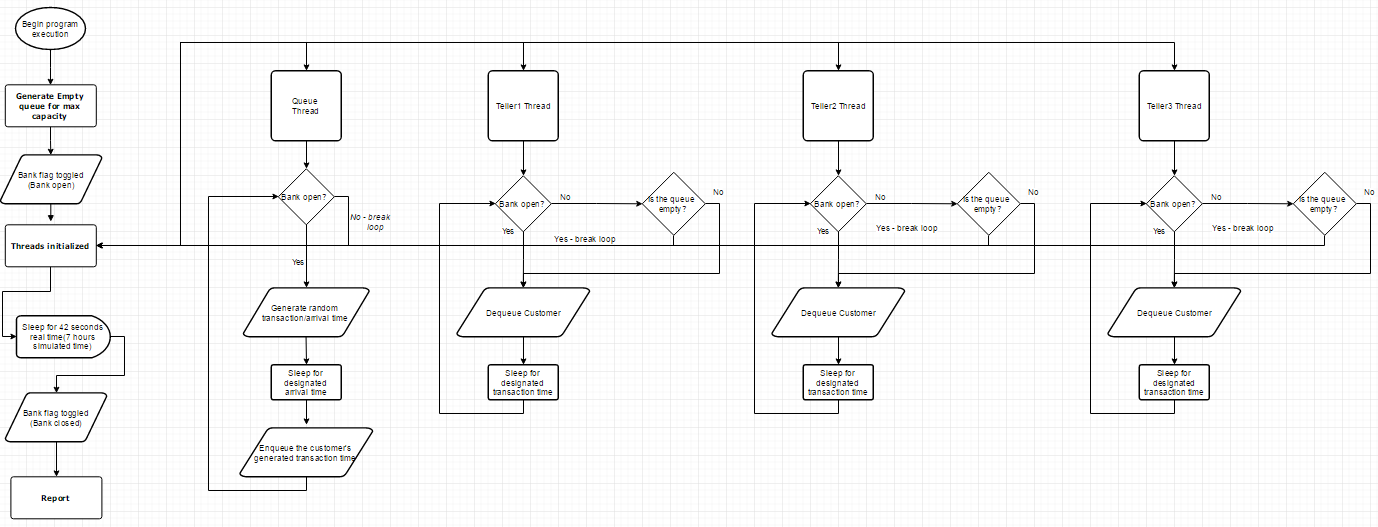 Begin program
execution
Generate Empty
queue for max
capacity
Bank flag toggled
(Bank open)
Threads initialized
Sleep for 42 seconds
real time(7 hours
simulated time)
Bank flag toggled
(Bank closed)
Report
Queue
Thread
Bank open?
No - break
loop
Yes
Generate random
transaction/arrival time
Sleep for
designated
arrival time
Enqueue the customer's
generated transaction time
Teller1 Thread
Bank open?
No
Is the queue
empty?
No
Yes
Yes - break loop
Dequeue Customer
Sleep for
designated
transaction time
Teller2 Thread
Bank open?
No
Is the queue
empty?
No
Yes
Yes - break loop
Dequeue Customer
Sleep for
designated
transaction time
Teller3 Thread
Bank open?
No
Is the queue
empty?
No
Yes
Yes - break loop
Dequeue Customer
Sleep for
designated
transaction time